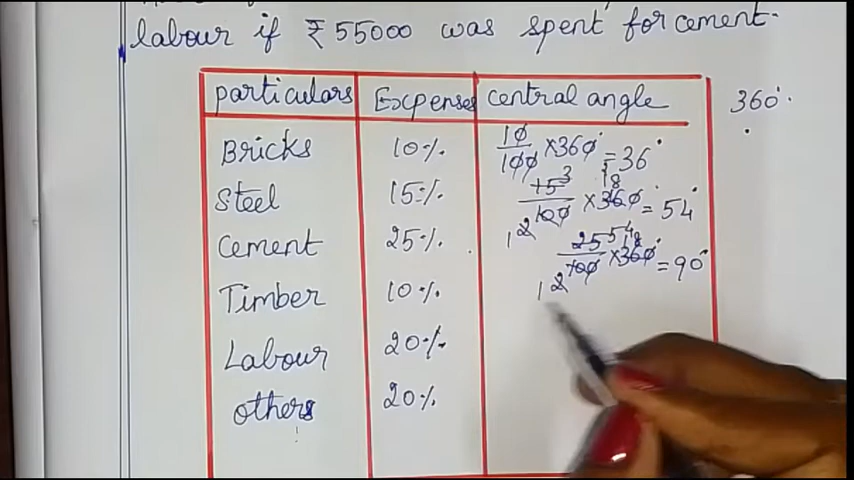 labour if ₹55000 was spent for cement.
particulars Expenses central angle 360°.
Bricks 10% 10/100 ×360° = 36°
Steel 15% 15/100 ×360° = 54°
Cement 25% 25/100 ×360° = 90°
Timber 10%
Labour 20%
others 20%